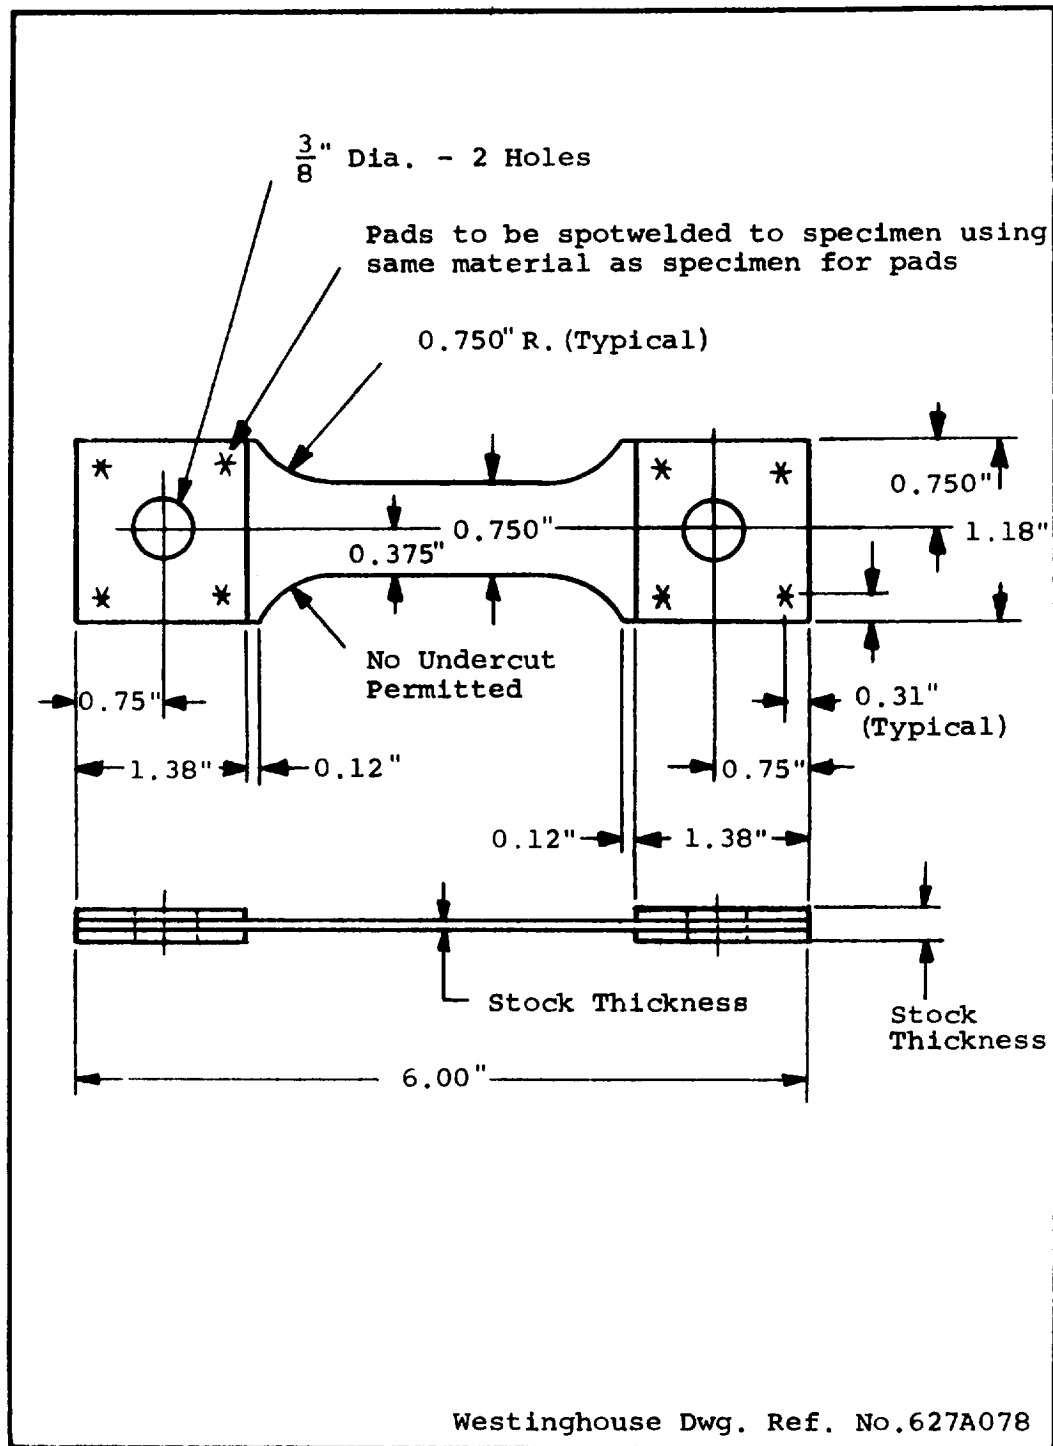 3/8" Dia. - 2 Holes
Pads to be spotwelded to specimen using
same material as specimen for pads
0.750" R. (Typical)
0.750"
0.750"
1.18"
0.375"
No Undercut
Permitted
0.75"
0.31"
(Typical)
1.38"
0.12"
0.75"
0.12"
1.38"
Stock Thickness
Stock
Thickness
6.00"
Westinghouse Dwg. Ref. No.627A078